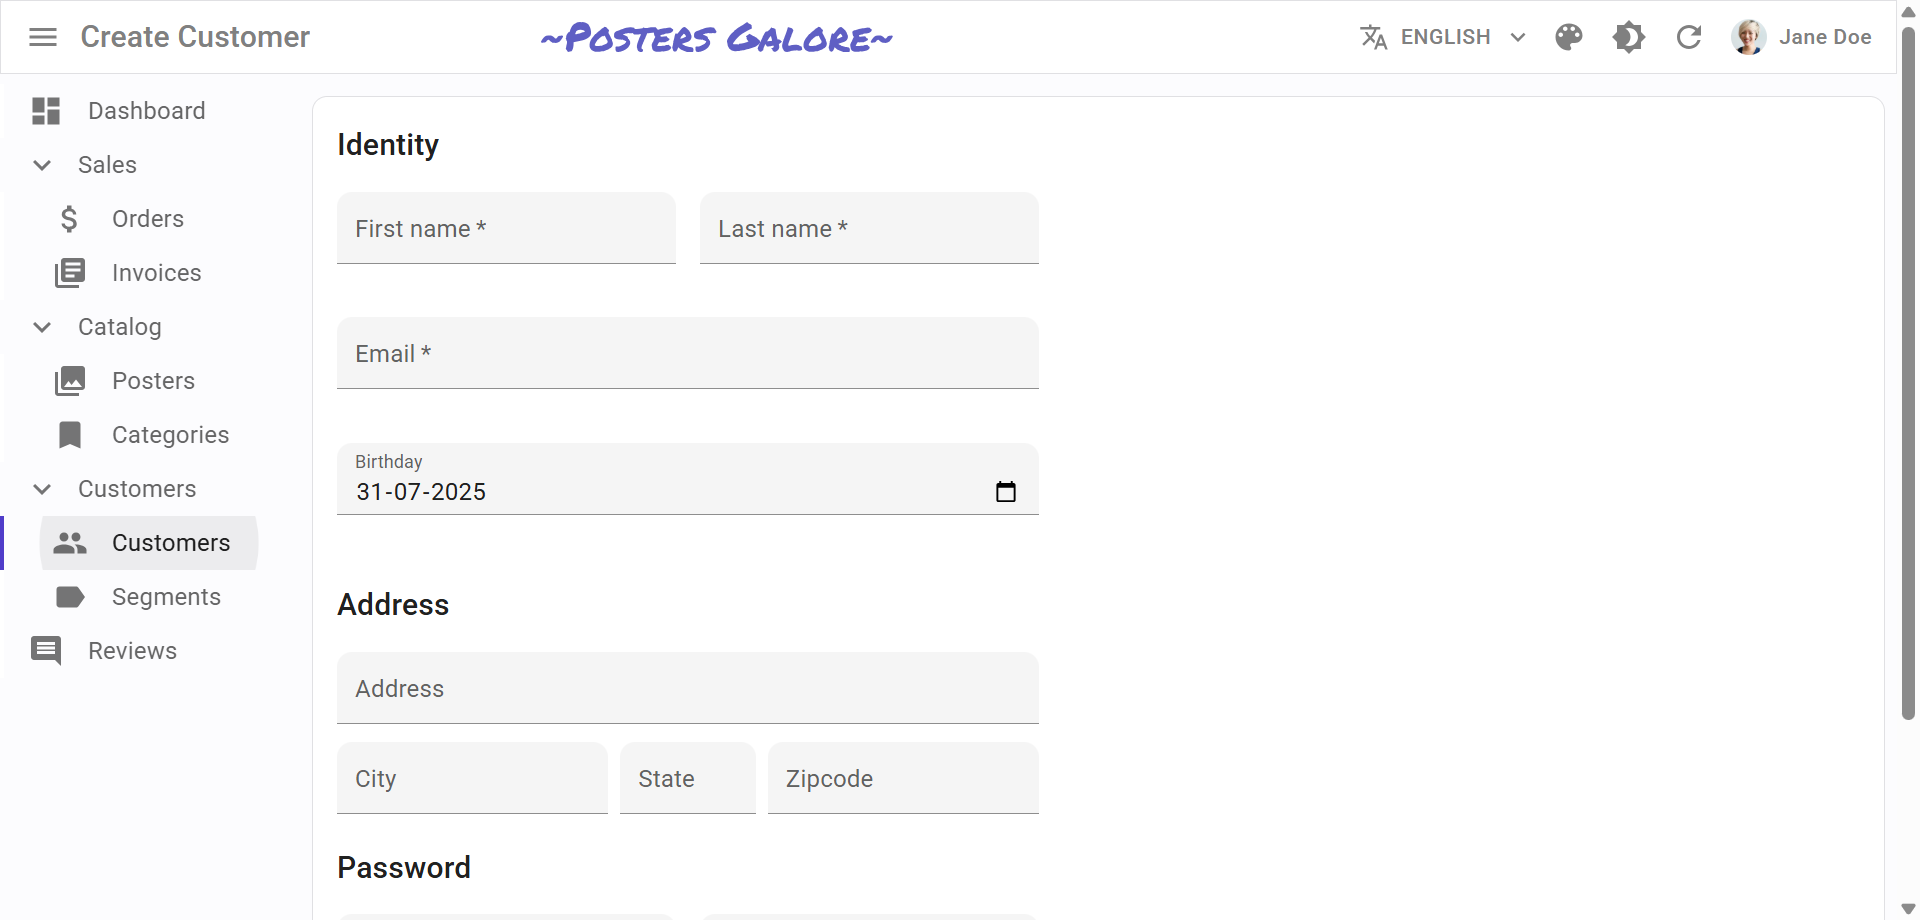 Create Customer
~Posters Galore~
ENGLISH
Jane Doe
Dashboard
Sales
Orders
Invoices
Catalog
Posters
Categories
Customers
Customers
Segments
Reviews
Identity
First name *
Last name *
Email *
Birthday
31-07-2025
Address
Address
City
State
Zipcode
Password